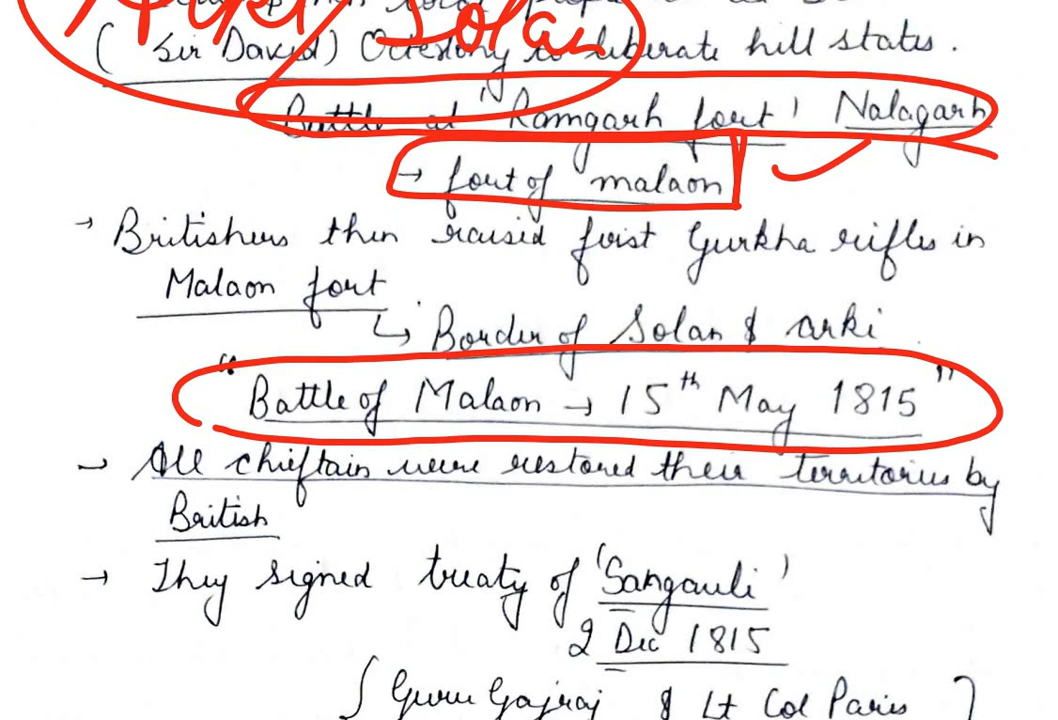 Arki / Solan
( Sir David) Octerlony to liberate hill states .
Battle at 'Ramgarh fort' Nalagarh
→ fort of malaon
→ Britishers then raised first Gurkha rifles in
Malaon fort
↳ Border of Solan & arki
"Battle of Malaon → 15th May 1815"
→ All chieftain were restored their territories by
British
→ They signed treaty of 'Sangauli'
2 Dec 1815
[ Guru Gajraj & Lt Col Paris ]